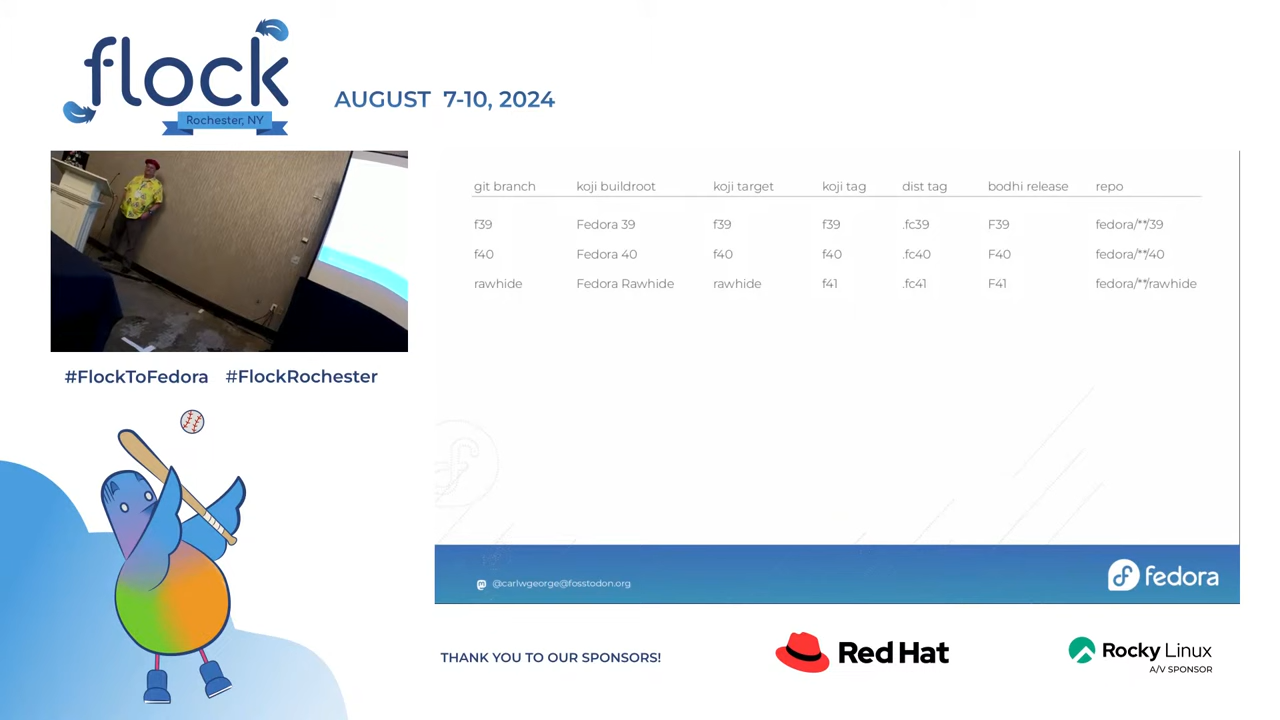 flock
Rochester, NY
AUGUST 7-10, 2024
git branch koji buildroot koji target koji tag dist tag bodhi release repo
f39 Fedora 39 f39 f39 .fc39 F39 fedora/**/39
f40 Fedora 40 f40 f40 .fc40 F40 fedora/**/40
rawhide Fedora Rawhide rawhide f41 .fc41 F41 fedora/**/rawhide
#FlockToFedora #FlockRochester
@carlwgeorge@fosstodon.org
fedora
THANK YOU TO OUR SPONSORS!
Red Hat
Rocky Linux
A/V SPONSOR